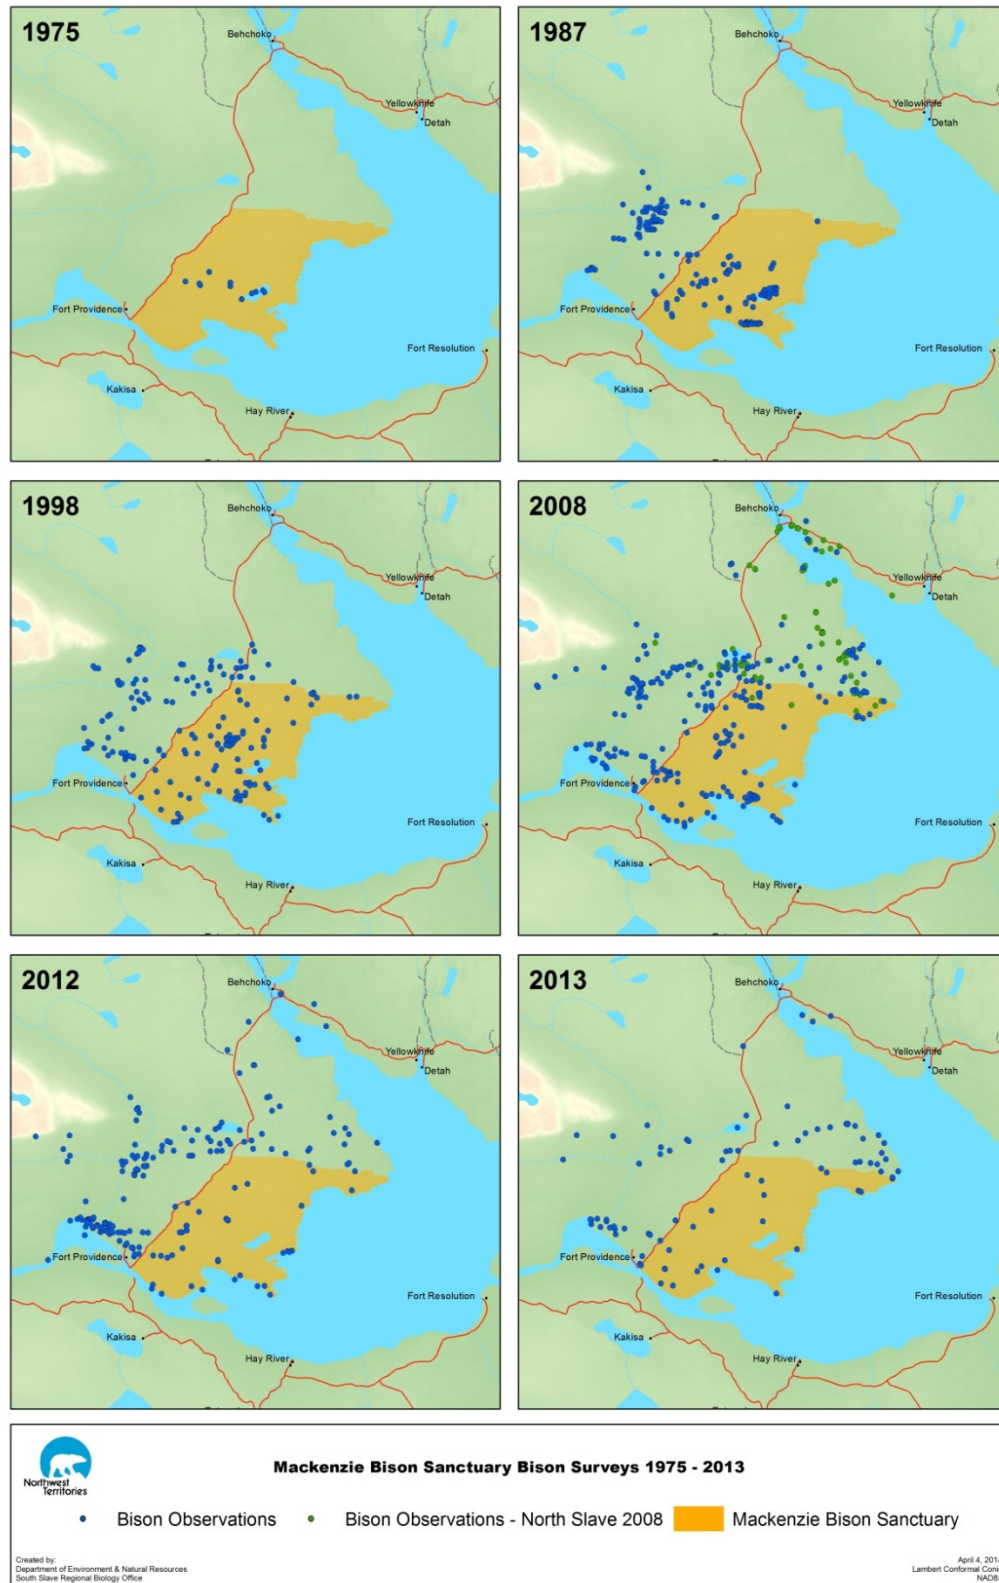 1975
Behchoko
Yellowknife
Detah
Fort Providence
Fort Resolution
Kakisa
Hay River
1987
Behchoko
Yellowknife
Detah
Fort Providence
Fort Resolution
Kakisa
Hay River
1998
Behchoko
Yellowknife
Detah
Fort Providence
Fort Resolution
Kakisa
Hay River
2008
Behchoko
Yellowknife
Detah
Fort Providence
Fort Resolution
Kakisa
Hay River
2012
Behchoko
Yellowknife
Detah
Fort Providence
Fort Resolution
Kakisa
Hay River
2013
Behchoko
Yellowknife
Detah
Fort Providence
Fort Resolution
Kakisa
Hay River
Northwest
Territories
Mackenzie Bison Sanctuary Bison Surveys 1975 - 2013
Bison Observations
Bison Observations - North Slave 2008
Mackenzie Bison Sanctuary
Created by:
Department of Environment & Natural Resources
South Slave Regional Biology Office
April 4, 2014
Lambert Conformal Conic
NAD83